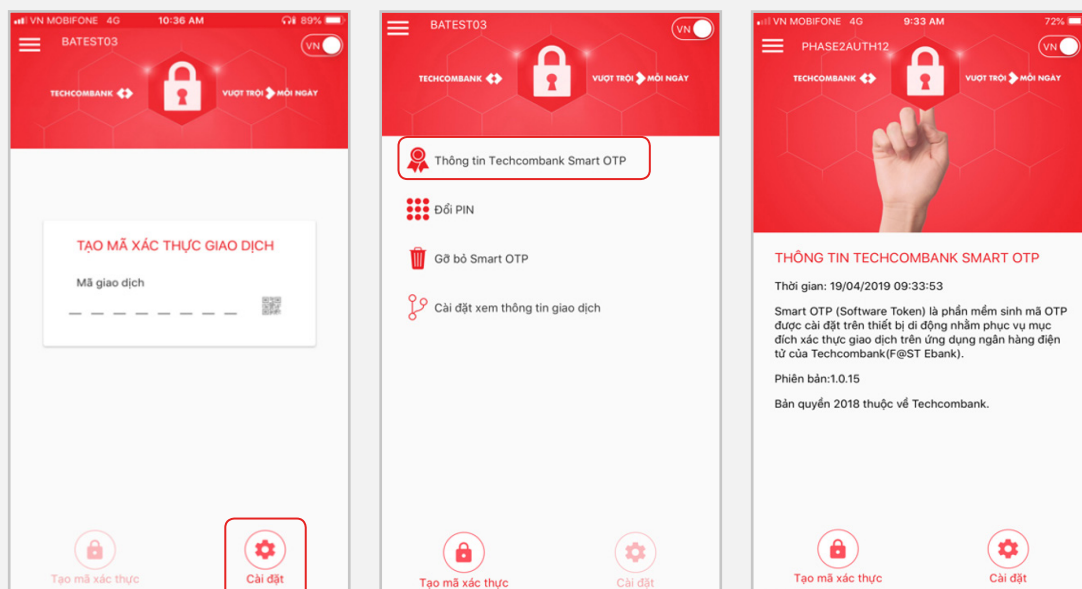 VN MOBIFONE 4G 10:36 AM 89%
BATEST03
VN
TECHCOMBANK VƯỢT TRỘI MỖI NGÀY
TẠO MÃ XÁC THỰC GIAO DỊCH
Mã giao dịch
_ _ _ _ _ _ _ _
Tạo mã xác thực Cài đặt
BATEST03
VN
TECHCOMBANK VƯỢT TRỘI MỖI NGÀY
Thông tin Techcombank Smart OTP
Đổi PIN
Gỡ bỏ Smart OTP
Cài đặt xem thông tin giao dịch
Tạo mã xác thực Cài đặt
VN MOBIFONE 4G 9:33 AM 72%
PHASE2AUTH12
VN
TECHCOMBANK VƯỢT TRỘI MỖI NGÀY
THÔNG TIN TECHCOMBANK SMART OTP
Thời gian: 19/04/2019 09:33:53
Smart OTP (Software Token) là phần mềm sinh mã OTP
được cài đặt trên thiết bị di động nhằm phục vụ mục
đích xác thực giao dịch trên ứng dụng ngân hàng điện
tử của Techcombank(F@ST Ebank).
Phiên bản:1.0.15
Bản quyền 2018 thuộc về Techcombank.
Tạo mã xác thực Cài đặt